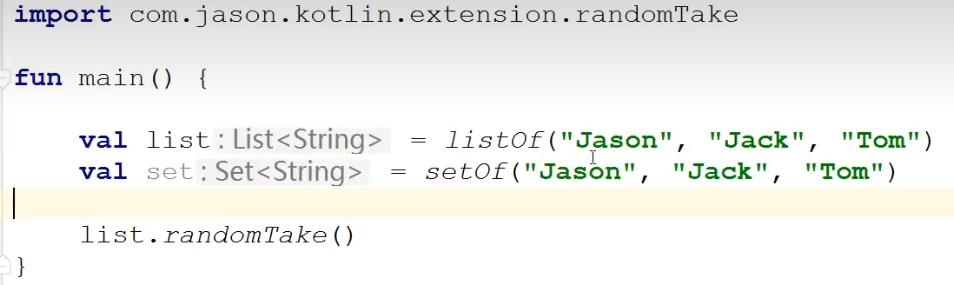 import com.jason.kotlin.extension.randomTake
fun main() {
val list : List<String> = listOf("Jason", "Jack", "Tom")
val set : Set<String> = setOf("Jason", "Jack", "Tom")
list.randomTake()
}